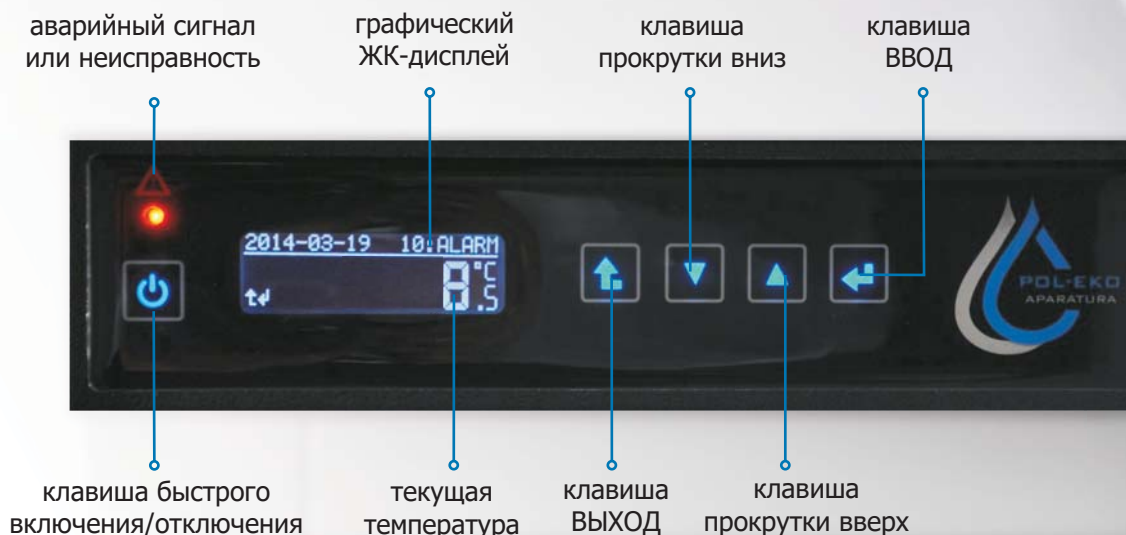 аварийный сигнал
или неисправность
графический
ЖК-дисплей
клавиша
прокрутки вниз
клавиша
ВВОД
2014-03-19 10:ALARM
8.5 °C
POL-EKO
APARATURA
клавиша быстрого
включения/отключения
текущая
температура
клавиша
ВЫХОД
клавиша
прокрутки вверх